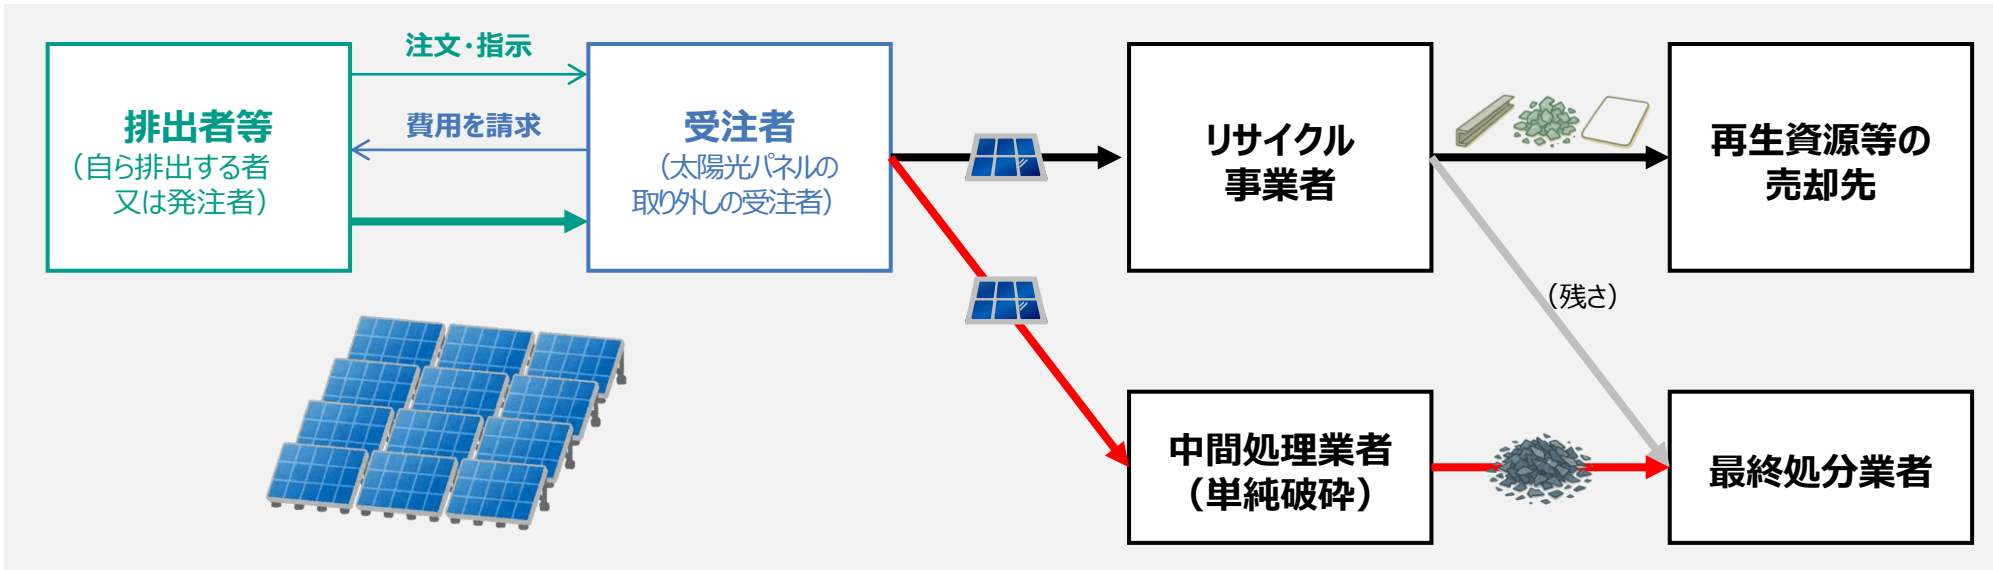 注文・指示
排出者等
（自ら排出する者
又は発注者）
費用を請求
受注者
（太陽光パネルの
取り外しの受注者）
リサイクル
事業者
再生資源等の
売却先
（残さ）
中間処理業者
（単純破砕）
最終処分業者